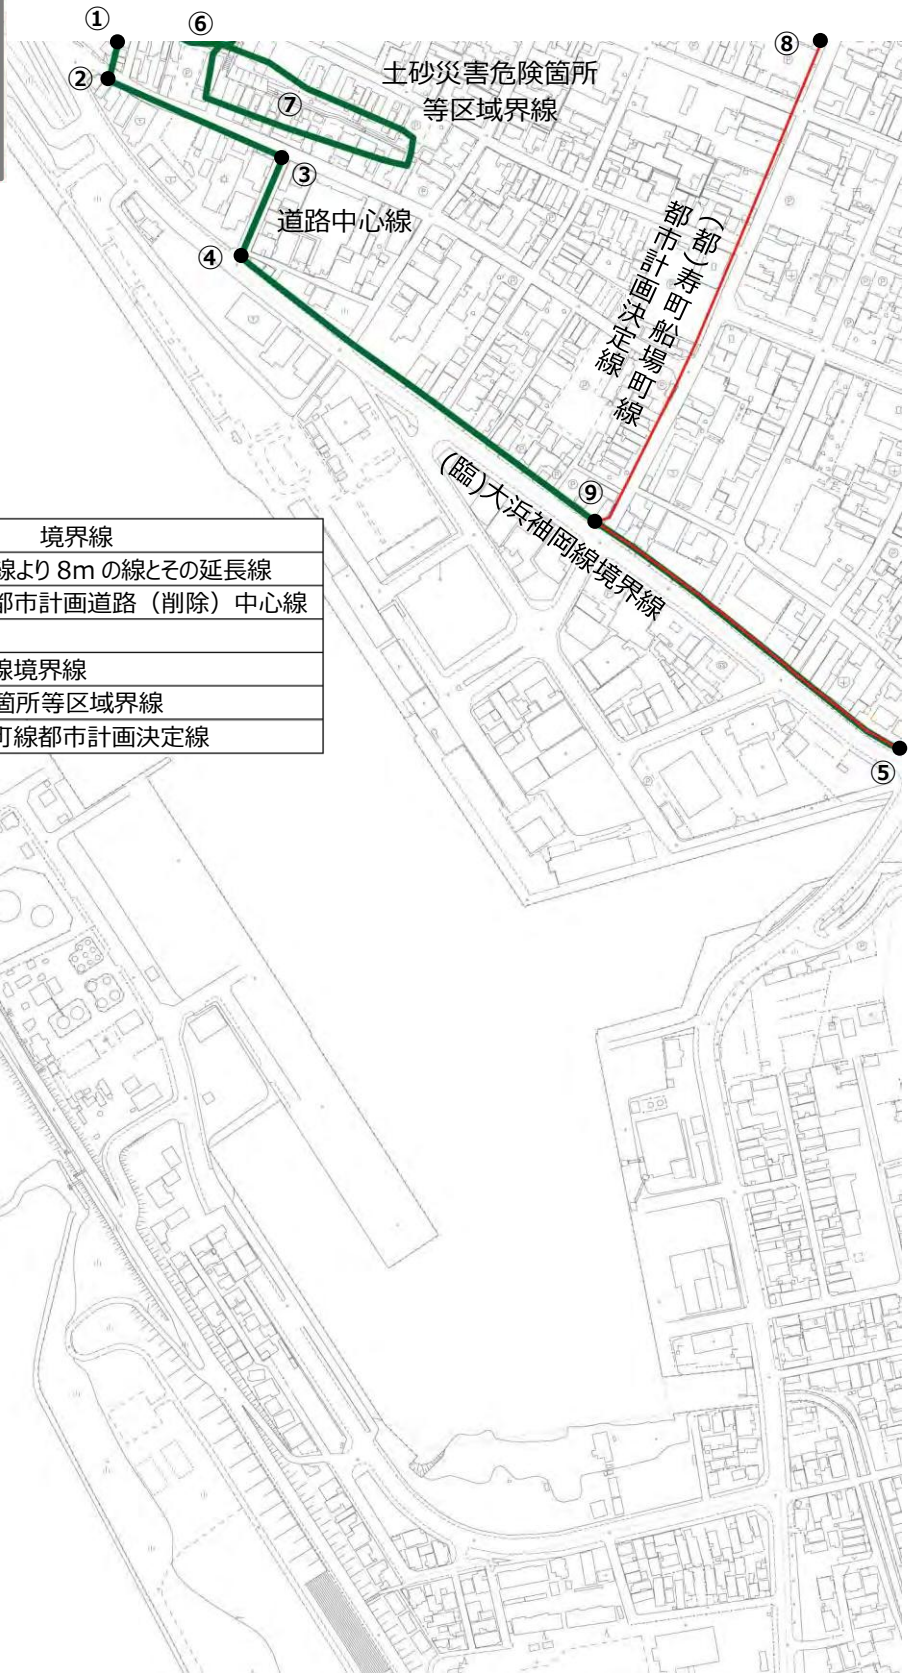 ①
⑥
⑧
②
土砂災害危険箇所
等区域界線
⑦
③
道路中心線
④
(都)寿町船場町線
都市計画決定線
⑨
(臨)大浜袖岡線境界線
境界線
線より 8m の線とその延長線
都市計画道路（削除）中心線
線境界線
箇所等区域界線
町線都市計画決定線
⑤